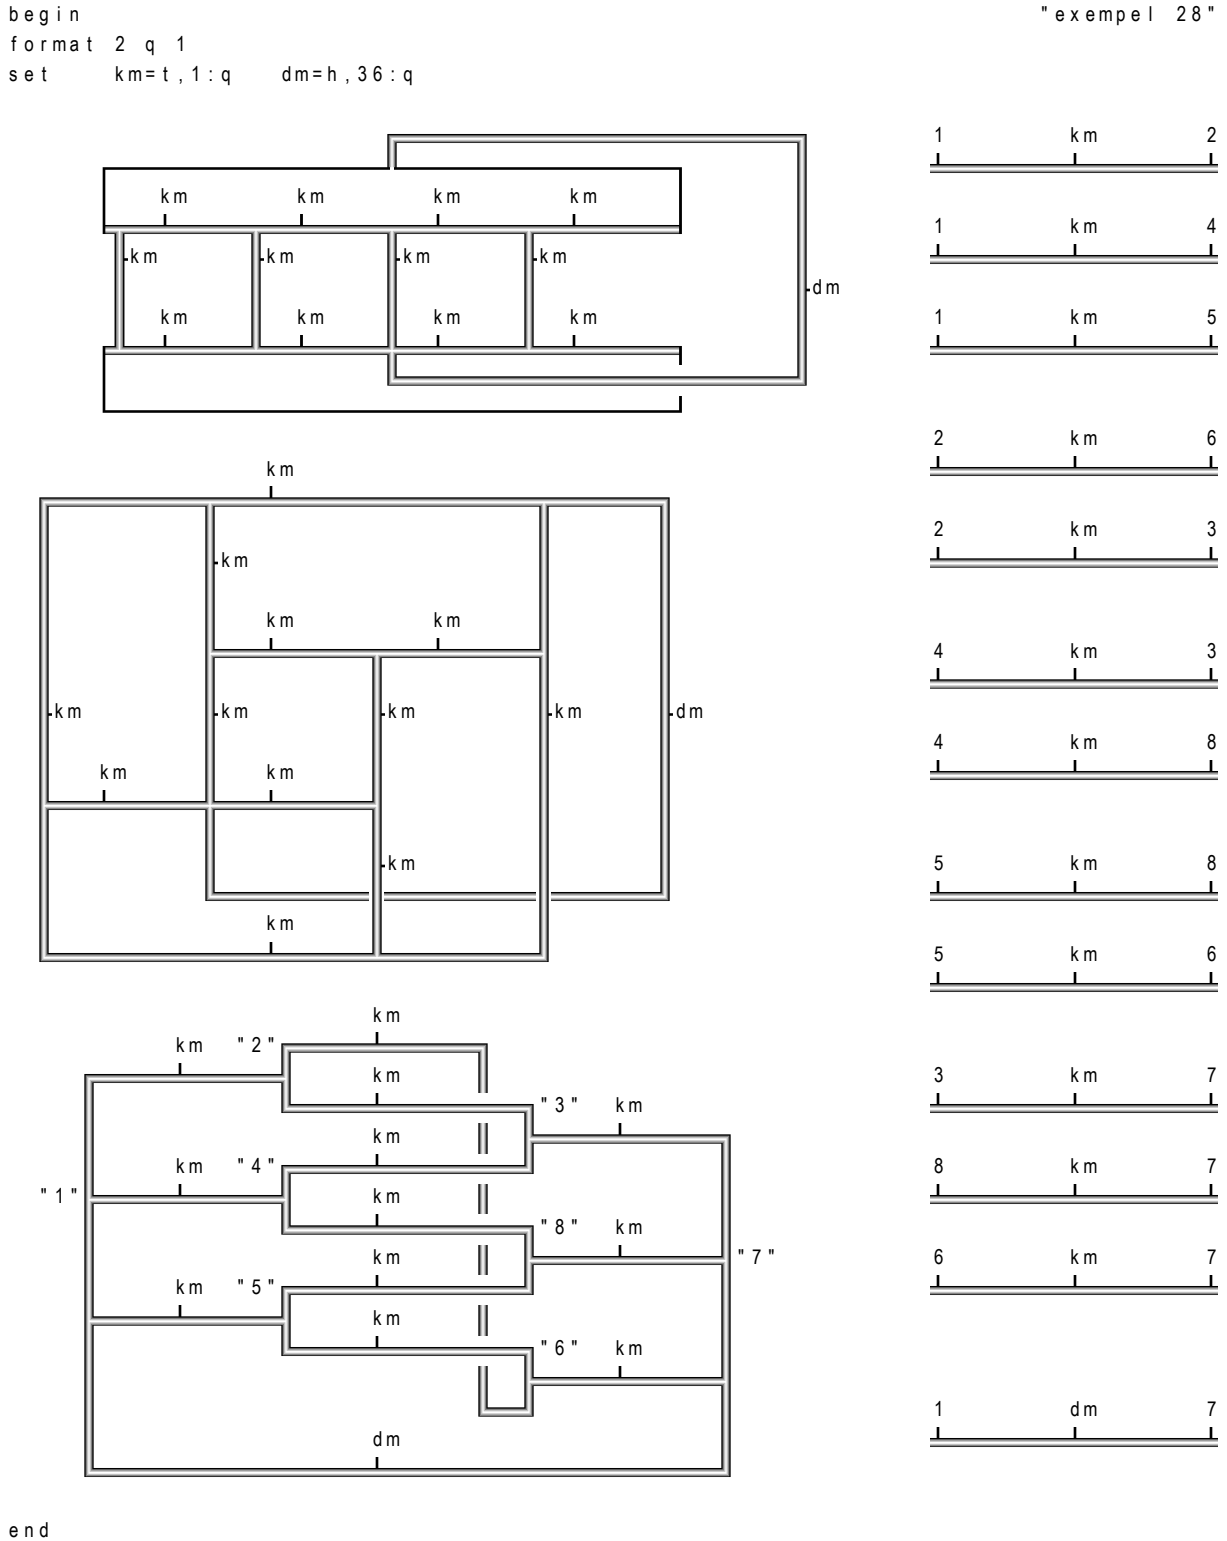 begin "exempel 28"
format 2 q 1
set km=t,1:q dm=h,36:q
km km km km
km km km km
dm
km km km km
km
km
km km
km km km km dm
km km
km
km
km
km "2"
km
km "3" km
km "4"
"1"
km
km
"8" km
"7"
km
km "5"
km
"6" km
dm
1 km 2
1 km 4
1 km 5
2 km 6
2 km 3
4 km 3
4 km 8
5 km 8
5 km 6
3 km 7
8 km 7
6 km 7
1 dm 7
end